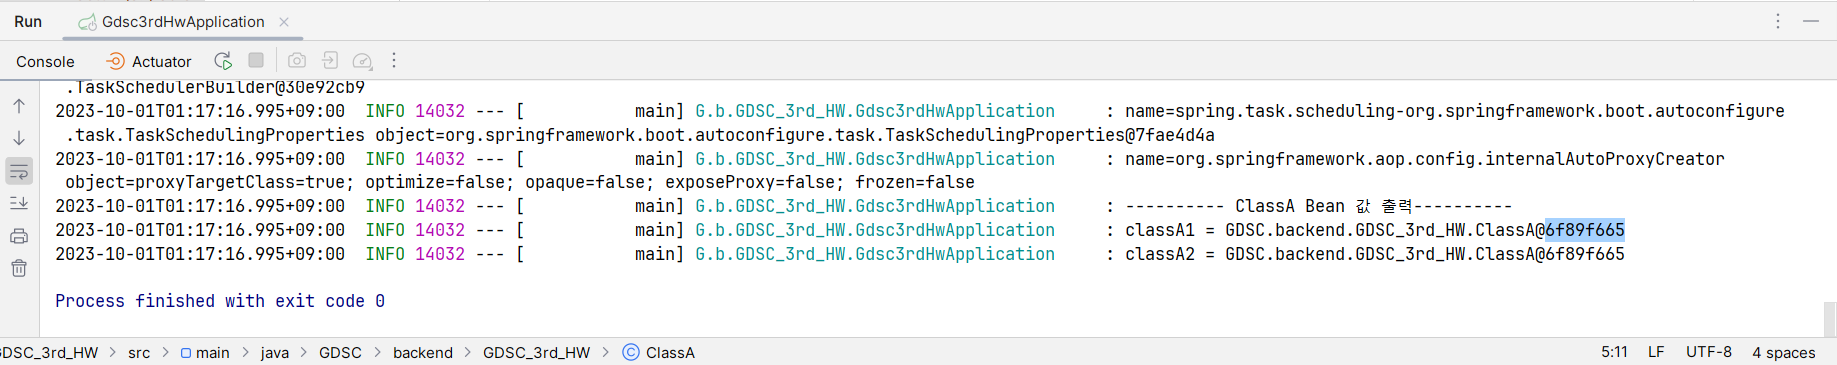 Run Gdsc3rdHwApplication
Console Actuator
.TaskSchedulerBuilder@30e92cb9
2023-10-01T01:17:16.995+09:00  INFO 14032 --- [           main] G.b.GDSC_3rd_HW.Gdsc3rdHwApplication     : name=spring.task.scheduling-org.springframework.boot.autoconfigure
.task.TaskSchedulingProperties object=org.springframework.boot.autoconfigure.task.TaskSchedulingProperties@7fae4d4a
2023-10-01T01:17:16.995+09:00  INFO 14032 --- [           main] G.b.GDSC_3rd_HW.Gdsc3rdHwApplication     : name=org.springframework.aop.config.internalAutoProxyCreator
object=proxyTargetClass=true; optimize=false; opaque=false; exposeProxy=false; frozen=false
2023-10-01T01:17:16.995+09:00  INFO 14032 --- [           main] G.b.GDSC_3rd_HW.Gdsc3rdHwApplication     : ---------- ClassA Bean 값 출력----------
2023-10-01T01:17:16.995+09:00  INFO 14032 --- [           main] G.b.GDSC_3rd_HW.Gdsc3rdHwApplication     : classA1 = GDSC.backend.GDSC_3rd_HW.ClassA@6f89f665
2023-10-01T01:17:16.995+09:00  INFO 14032 --- [           main] G.b.GDSC_3rd_HW.Gdsc3rdHwApplication     : classA2 = GDSC.backend.GDSC_3rd_HW.ClassA@6f89f665
Process finished with exit code 0
GDSC_3rd_HW > src > main > java > GDSC > backend > GDSC_3rd_HW > ClassA 5:11 LF UTF-8 4 spaces